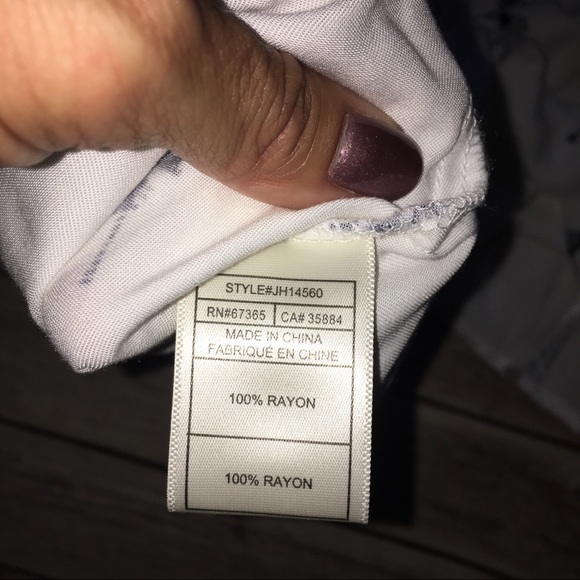 STYLE#JH14560
RN#67365 CA# 35884
MADE IN CHINA
FABRIQUÉ EN CHINE
100% RAYON
100% RAYON